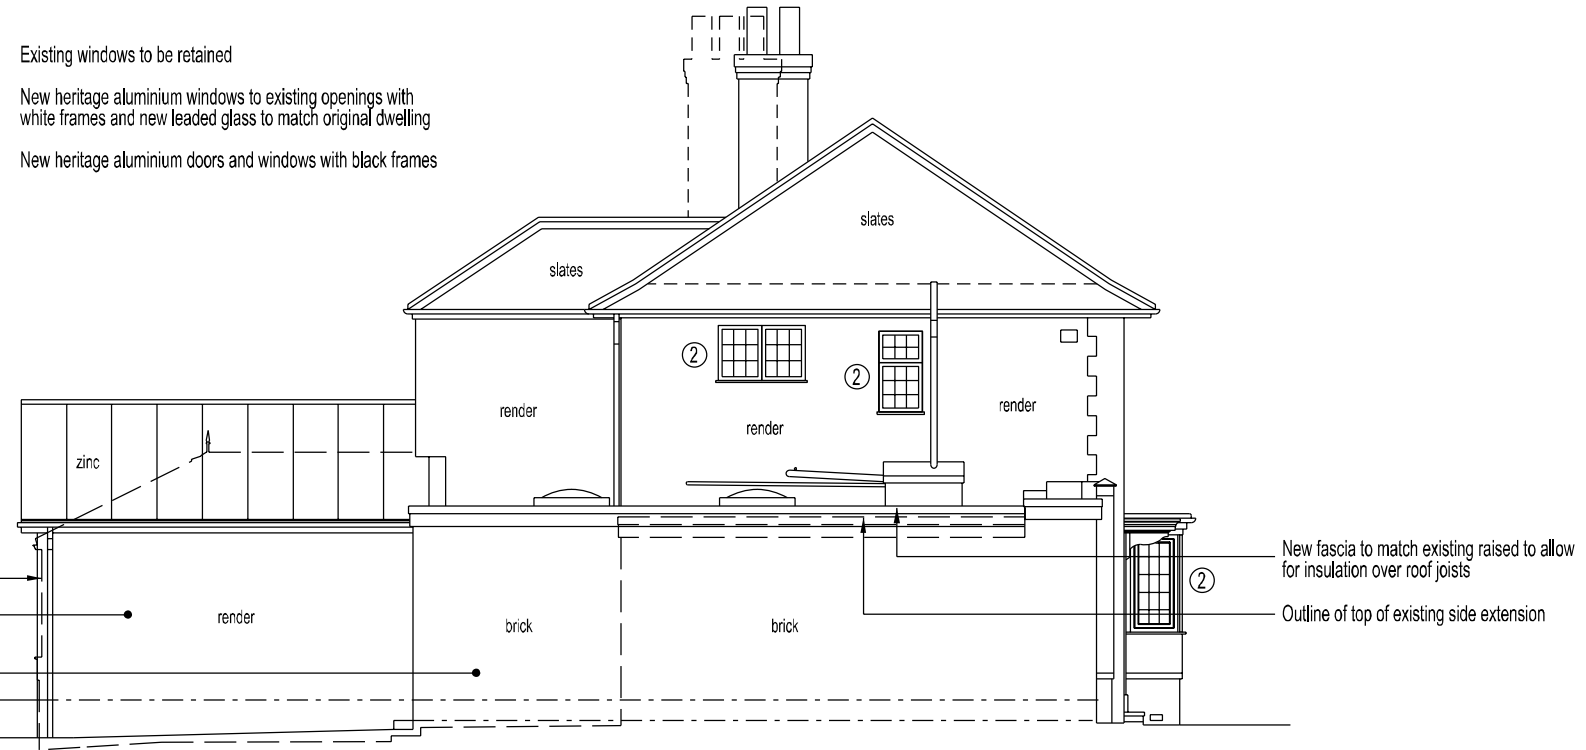 Existing windows to be retained
New heritage aluminium windows to existing openings with
white frames and new leaded glass to match original dwelling
New heritage aluminium doors and windows with black frames
slates
slates
2
2
render
render
render
zinc
New fascia to match existing raised to allow
for insulation over roof joists
2
Outline of top of existing side extension
render
brick
brick